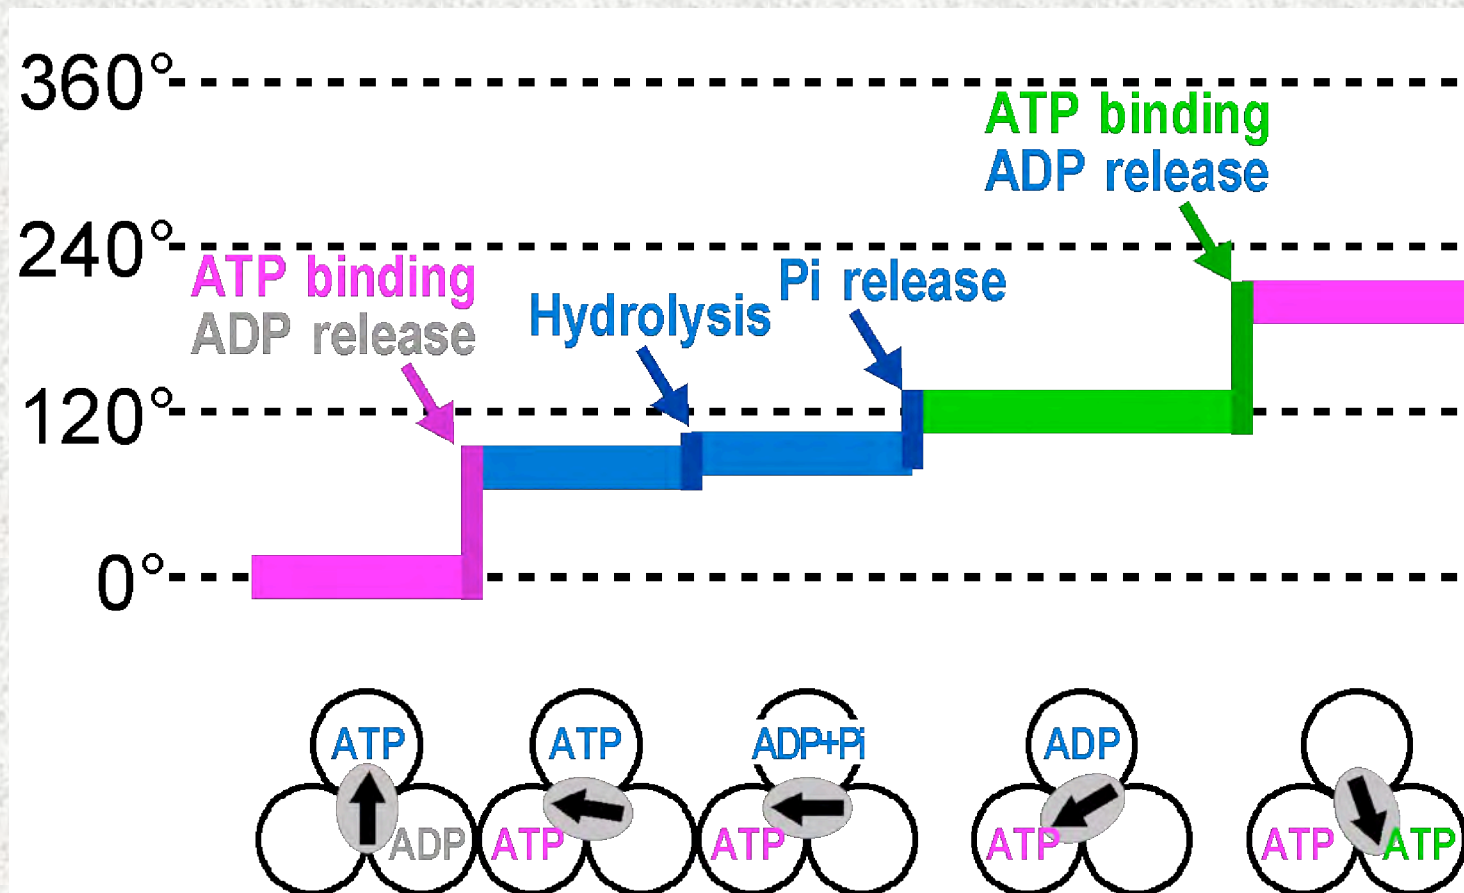 360°
ATP binding
ADP release
240°
ATP binding
ADP release
Pi release
Hydrolysis
120°
0°
ATP
ATP
ADP+Pi
ADP
ADP
ATP
ATP
ATP
ATP
ATP